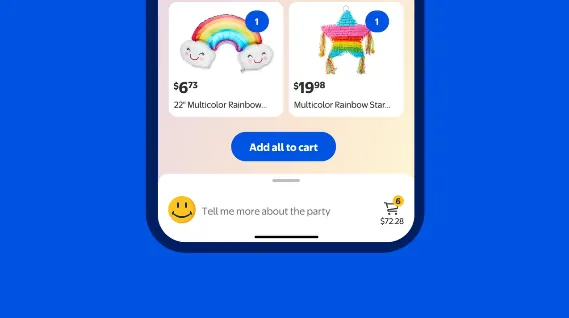 1
1
$673
$1998
22" Multicolor Rainbow...
Multicolor Rainbow Star...
Add all to cart
Tell me more about the party
6
$72.28